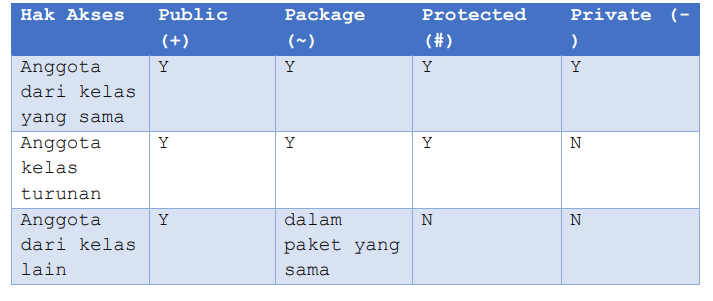 Hak Akses Public (+) Package (~) Protected (#) Private (-)
Anggota dari kelas yang sama Y Y Y Y
Anggota kelas turunan Y Y Y N
Anggota dari kelas lain Y dalam paket yang sama N N